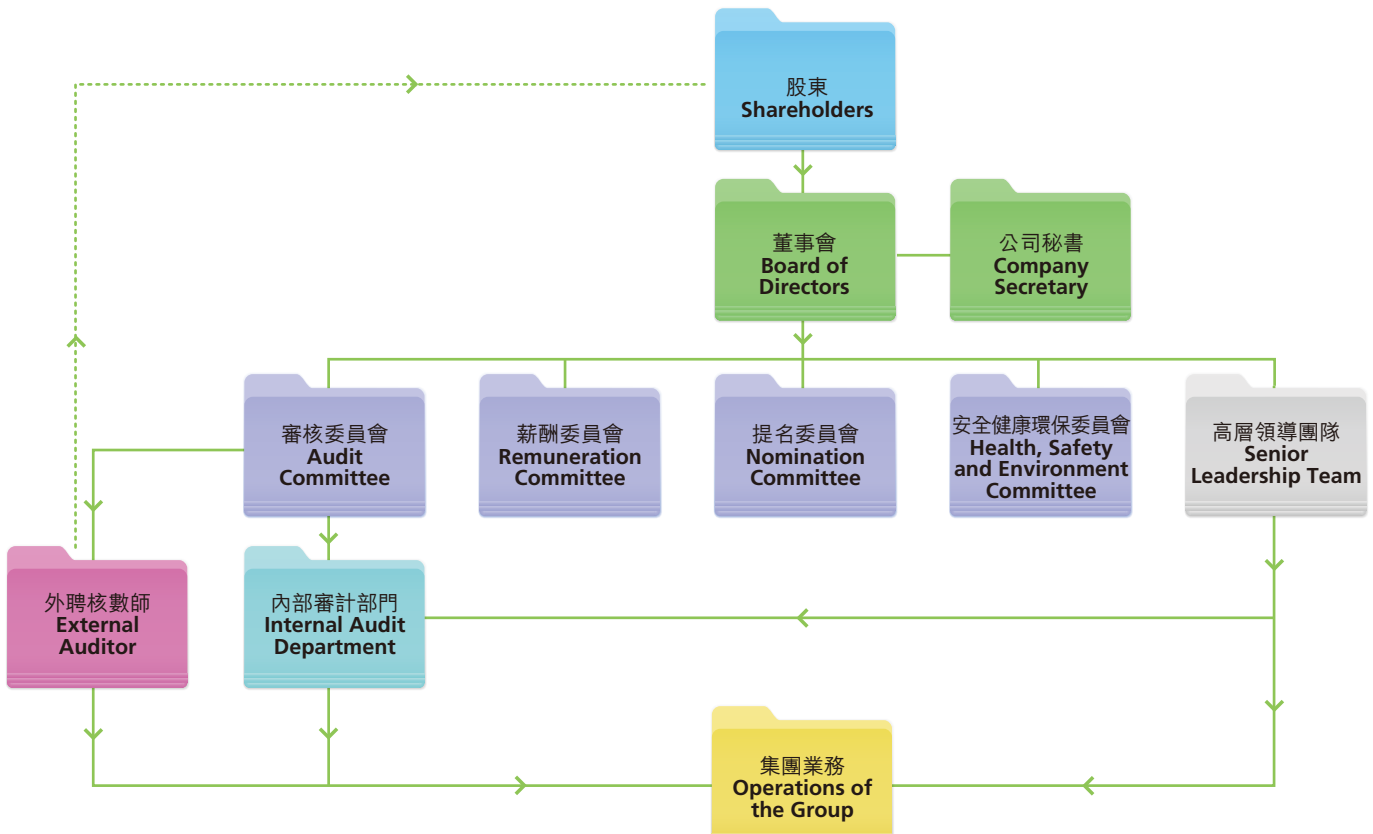 股東
Shareholders
董事會
Board of
Directors
公司秘書
Company
Secretary
審核委員會
Audit
Committee
薪酬委員會
Remuneration
Committee
提名委員會
Nomination
Committee
安全健康環保委員會
Health, Safety
and Environment
Committee
高層領導團隊
Senior
Leadership Team
外聘核數師
External
Auditor
內部審計部門
Internal Audit
Department
集團業務
Operations of
the Group